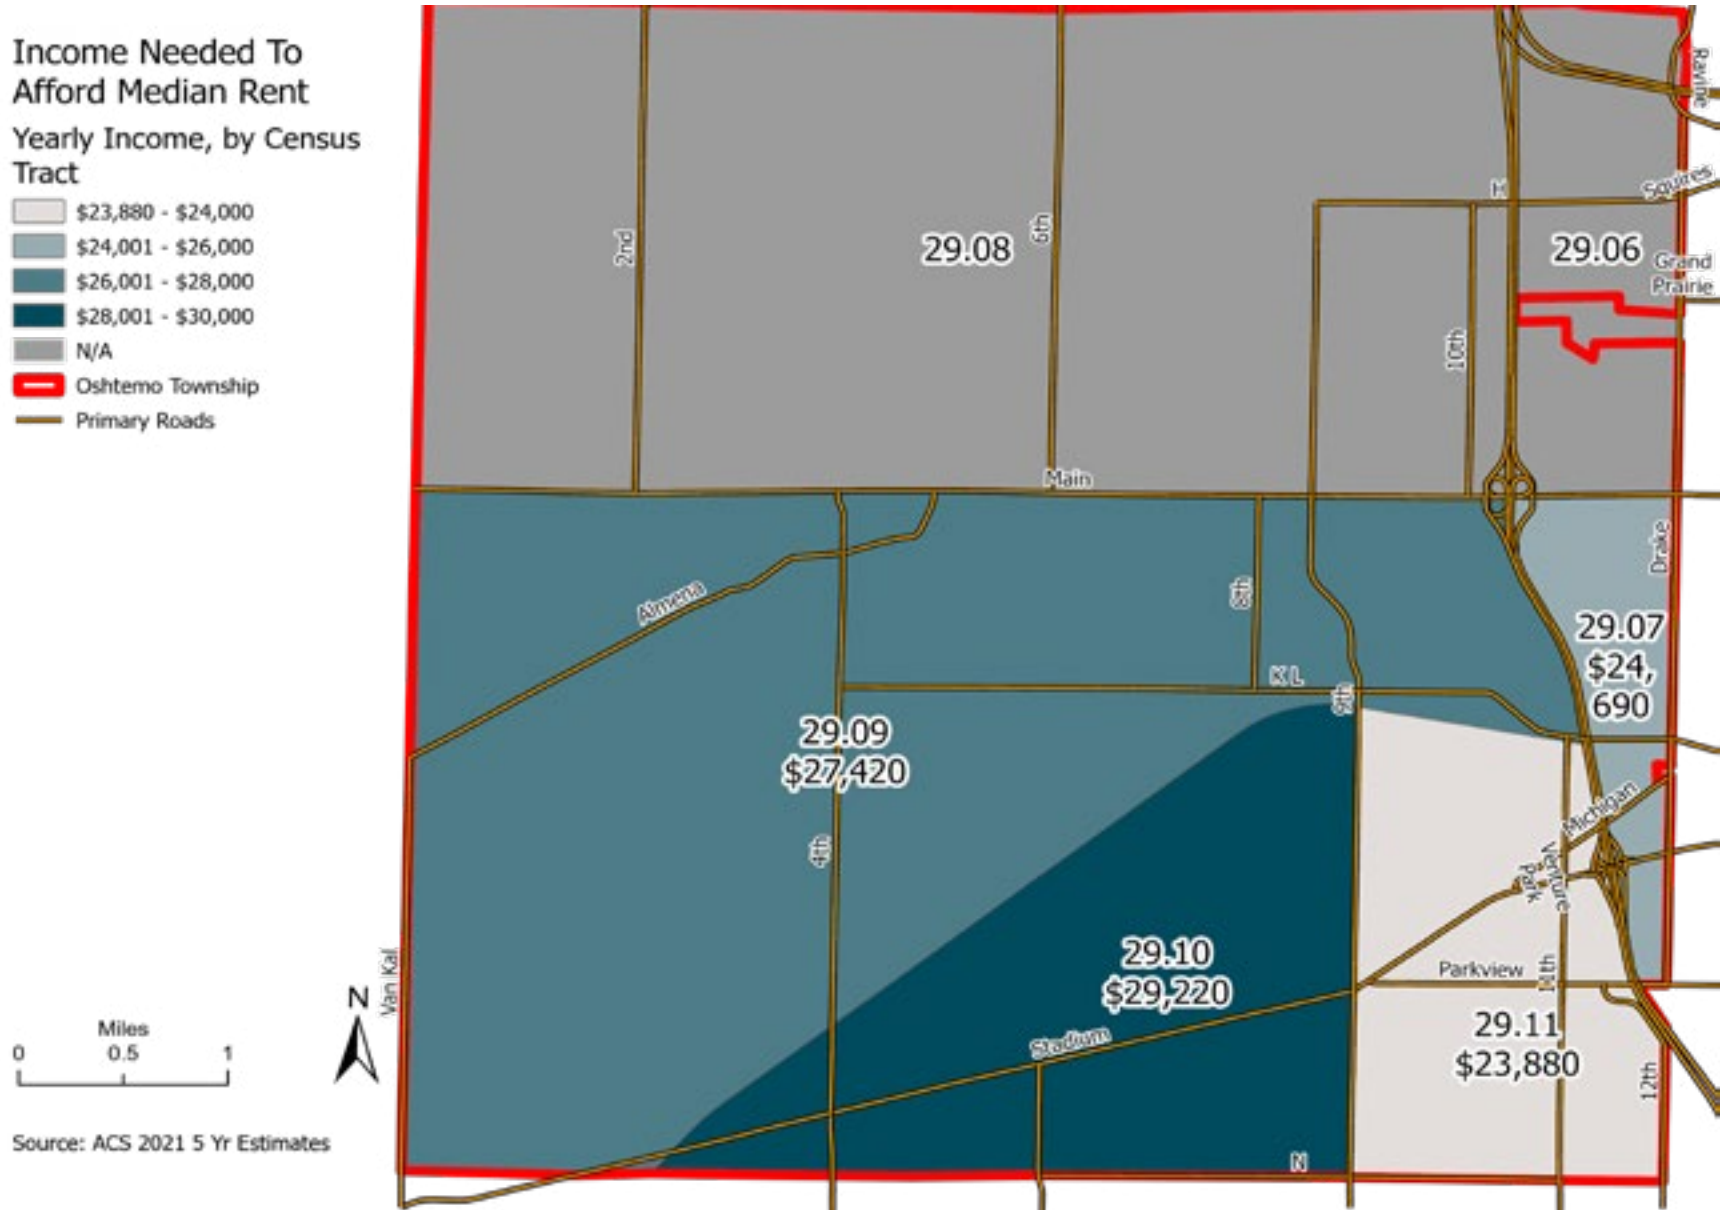 Income Needed To
Afford Median Rent
Yearly Income, by Census
Tract
$23,880 - $24,000
$24,001 - $26,000
$26,001 - $28,000
$28,001 - $30,000
N/A
Oshtemo Township
Primary Roads
Ravine
Squires
H
2nd
29.08
6th
29.06
Grand
Prairie
10th
Main
Drake
8th
Almena
29.07
$24,
690
K L
9th
29.09
$27,420
Michigan
4th
Venture
Park
29.10
$29,220
Parkview
11th
Van Kal
N
Stadium
29.11
$23,880
12th
Miles
0 0.5 1
Source: ACS 2021 5 Yr Estimates
N